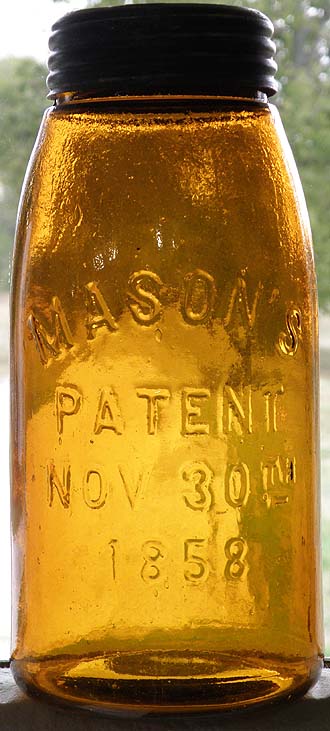 MASON'S
PATENT
NOV 30TH
1858